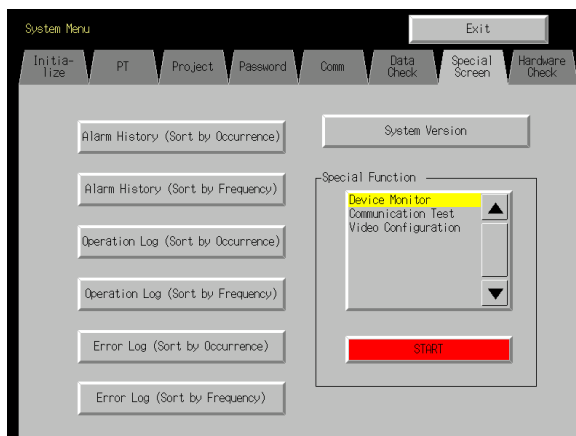 System Menu
Exit
Initia-
lize
PT
Project
Password
Comm
Data
Check
Special
Screen
Hardware
Check
Alarm History (Sort by Occurrence)
System Version
Alarm History (Sort by Frequency)
Special Function
Device Monitor
Communication Test
Video Configuration
Operation Log (Sort by Occurrence)
Operation Log (Sort by Frequency)
Error Log (Sort by Occurrence)
START
Error Log (Sort by Frequency)